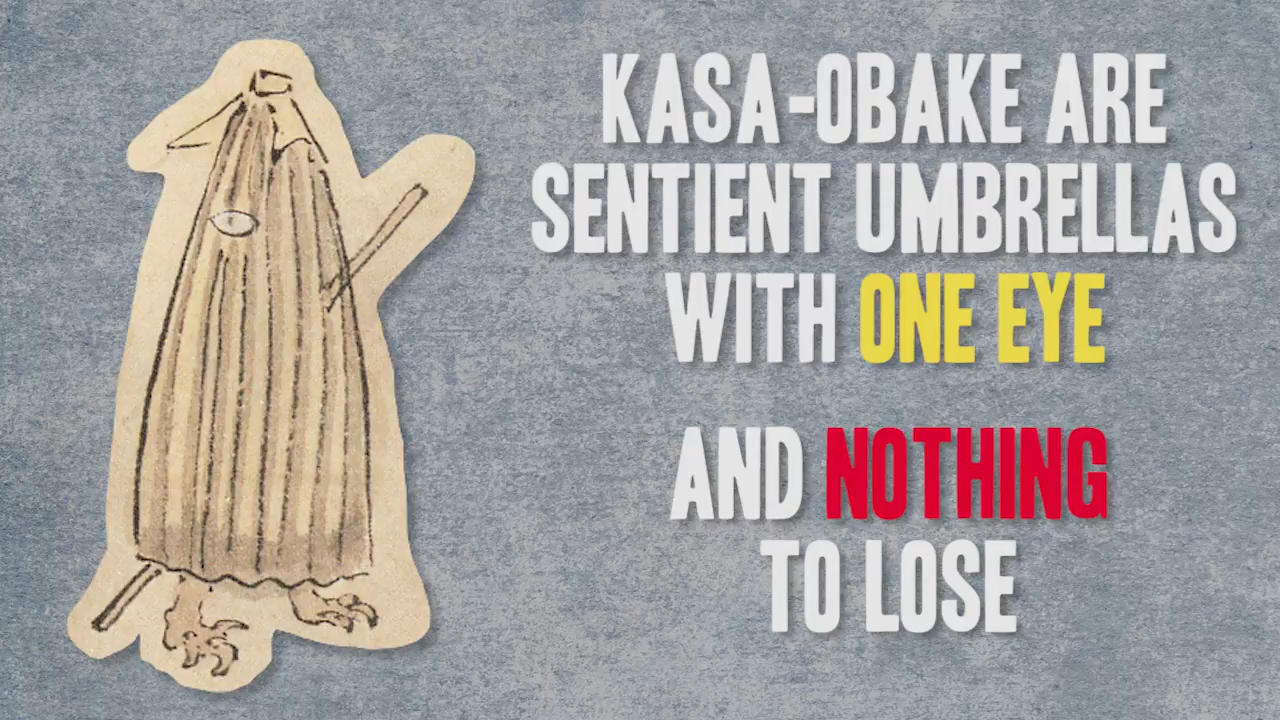 KASA-OBAKE ARE
SENTIENT UMBRELLAS
WITH ONE EYE
AND NOTHING
TO LOSE